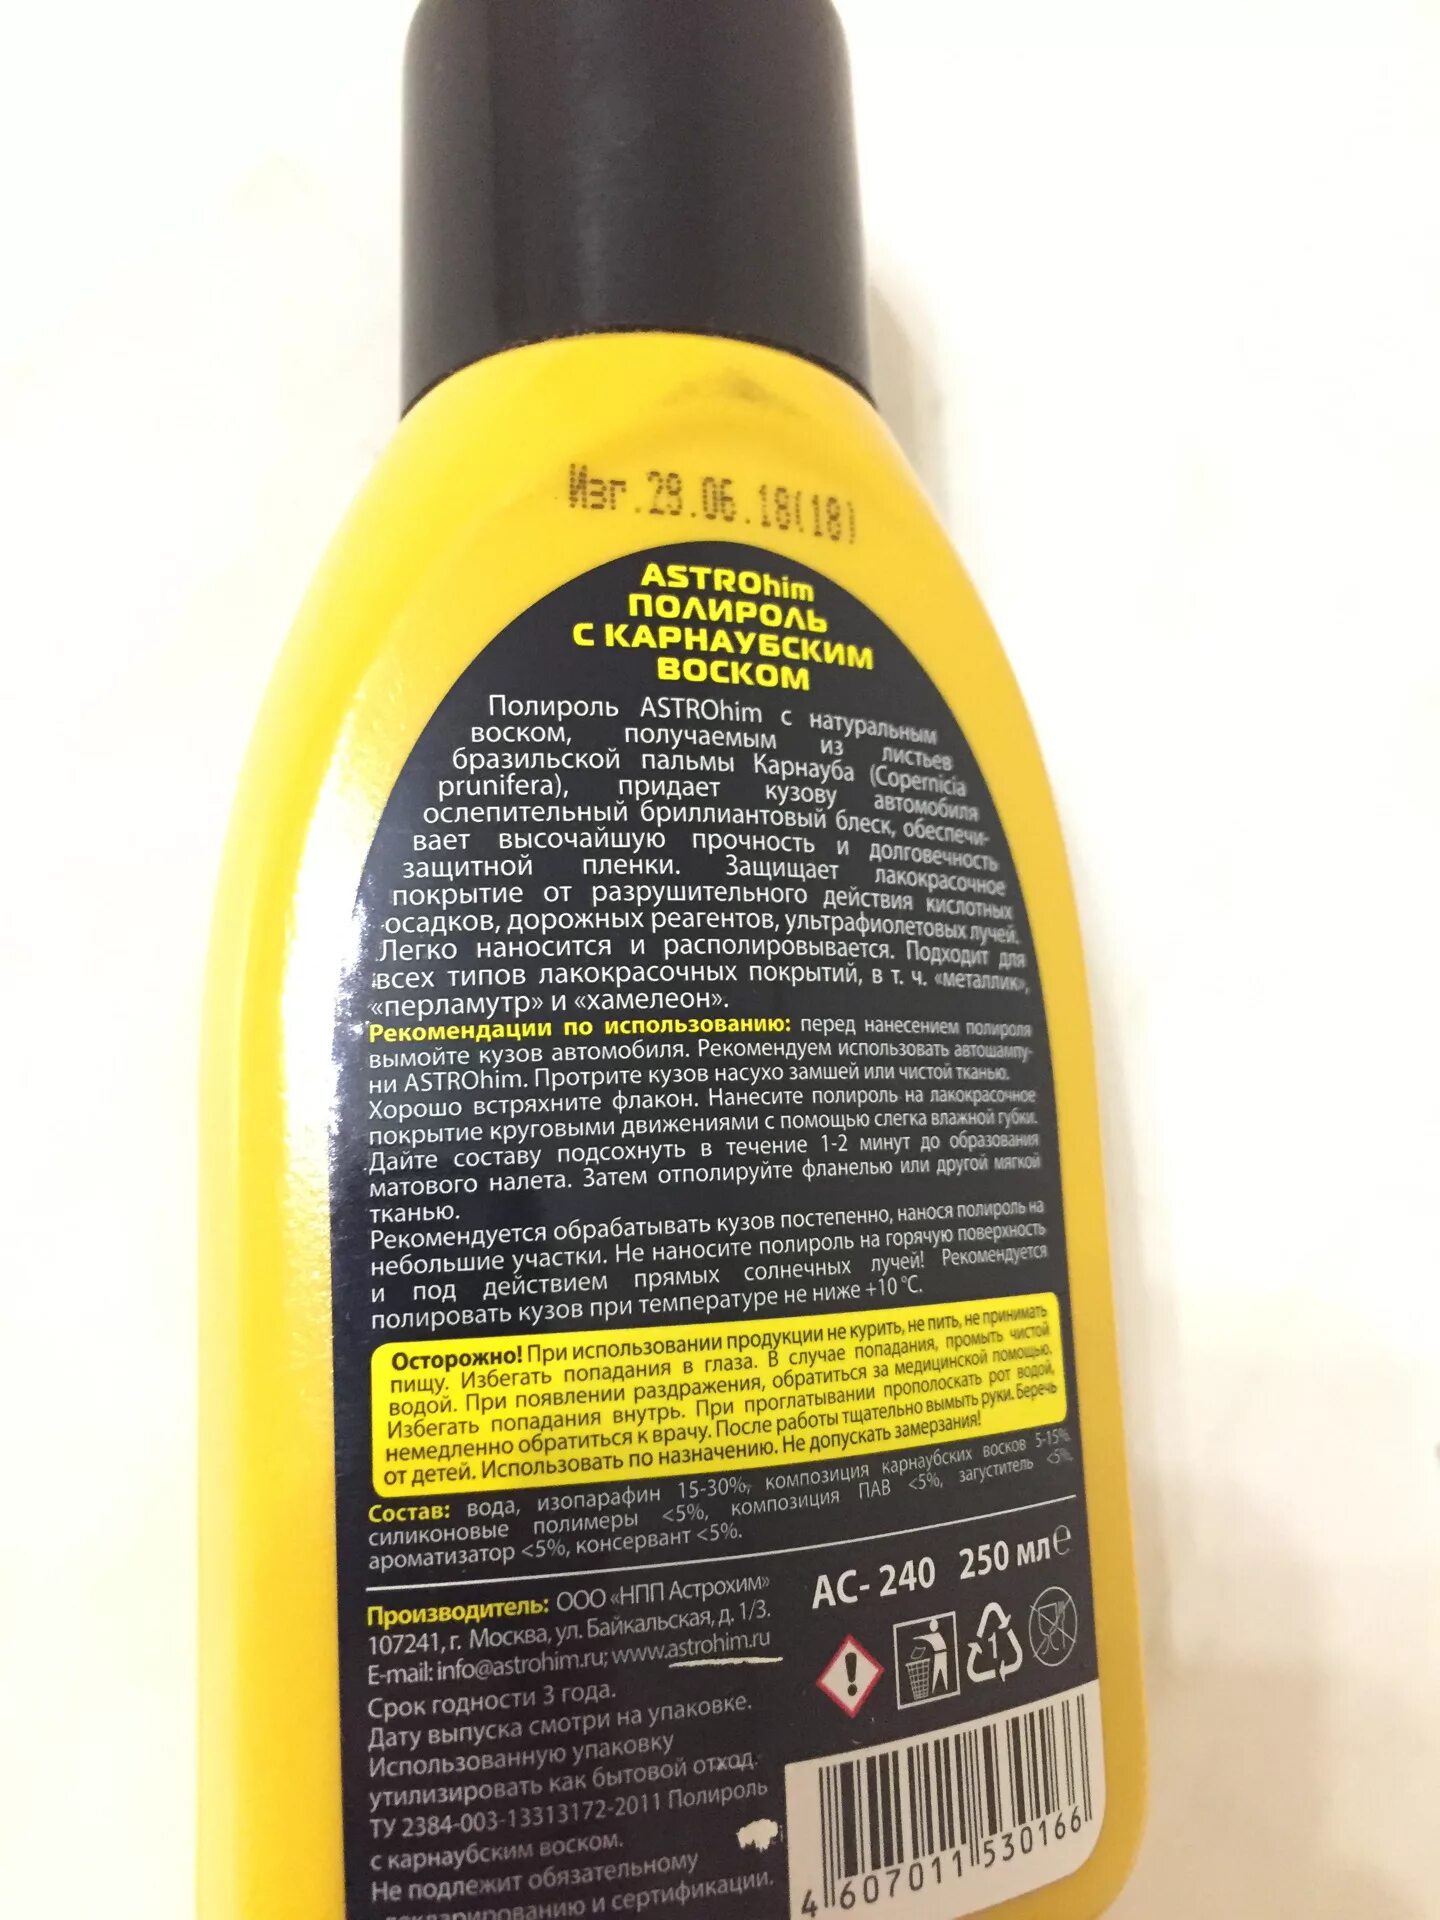 Изг.29.06.18(18)
ASTROhim
ПОЛИРОЛЬ
С КАРНАУБСКИМ
ВОСКОМ
Полироль ASTROhim с натуральным
воском, получаемым из листьев
бразильской пальмы Карнауба (Copernicia
prunifera), придает кузову автомобиля
ослепительный бриллиантовый блеск, обеспечи-
вает высочайшую прочность и долговечность
защитной пленки. Защищает лакокрасочное
покрытие от разрушительного действия кислотных
осадков, дорожных реагентов, ультрафиолетовых лучей.
Легко наносится и располировывается. Подходит для
всех типов лакокрасочных покрытий, в т. ч. «металлик»,
«перламутр» и «хамелеон».
Рекомендации по использованию: перед нанесением полироля
вымойте кузов автомобиля. Рекомендуем использовать автошампу-
ни ASTROhim. Протрите кузов насухо замшей или чистой тканью.
Хорошо встряхните флакон. Нанесите полироль на лакокрасочное
покрытие круговыми движениями с помощью слегка влажной губки.
Дайте составу подсохнуть в течение 1-2 минут до образования
матового налета. Затем отполируйте фланелью или другой мягкой
тканью.
Рекомендуется обрабатывать кузов постепенно, нанося полироль на
небольшие участки. Не наносите полироль на горячую поверхность
и под действием прямых солнечных лучей! Рекомендуется
полировать кузов при температуре не ниже +10 °С.
Осторожно! При использовании продукции не курить, не пить, не принимать
пищу. Избегать попадания в глаза. В случае попадания, промыть чистой
водой. При появлении раздражения, обратиться за медицинской помощью.
Избегать попадания внутрь. При проглатывании прополоскать рот водой,
немедленно обратиться к врачу. После работы тщательно вымыть руки. Беречь
от детей. Использовать по назначению. Не допускать замерзания!
Состав: вода, изопарафин 15-30%, композиция карнаубских восков 5-15%
силиконовые полимеры <5%, композиция ПАВ <5%, загуститель <5%,
ароматизатор <5%, консервант <5%.
Производитель: ООО «НПП Астрохим»
107241, г. Москва, ул. Байкальская, д. 1/3.
E-mail: info@astrohim.ru; www.astrohim.ru
Срок годности 3 года.
Дату выпуска смотри на упаковке.
Использованную упаковку
утилизировать как бытовой отход.
ТУ 2384-003-13313172-2011 Полироль
с карнаубским воском.
Не подлежит обязательному
декларированию и сертификации.
АС- 240 250 мл e
1
4 607011 530166